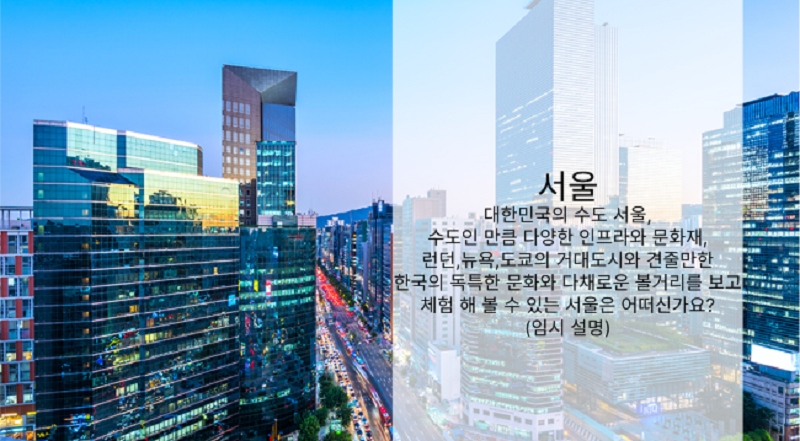 서울
대한민국의 수도 서울,
수도인 만큼 다양한 인프라와 문화재,
런던,뉴욕,도쿄의 거대도시와 견줄만한
한국의 독특한 문화와 다채로운 볼거리를 보고
체험 해 볼 수 있는 서울은 어떠신가요?
(임시 설명)